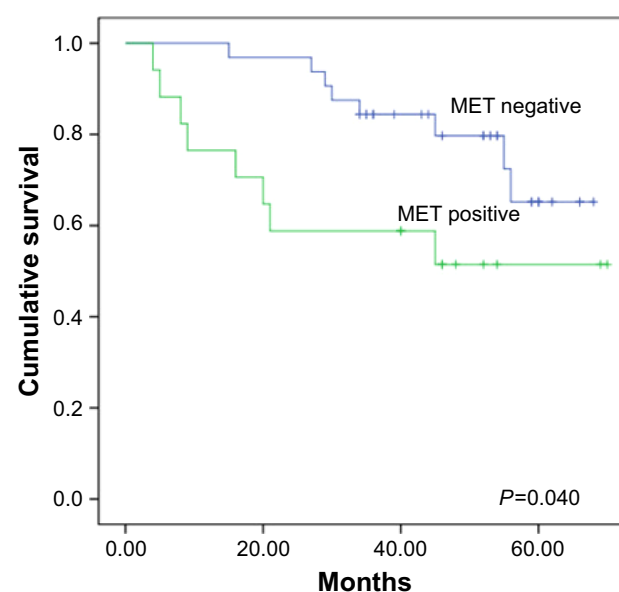 1.0
0.8
0.6
0.4
0.2
0.0
Cumulative survival
MET negative
MET positive
P=0.040
0.00 20.00 40.00 60.00
Months